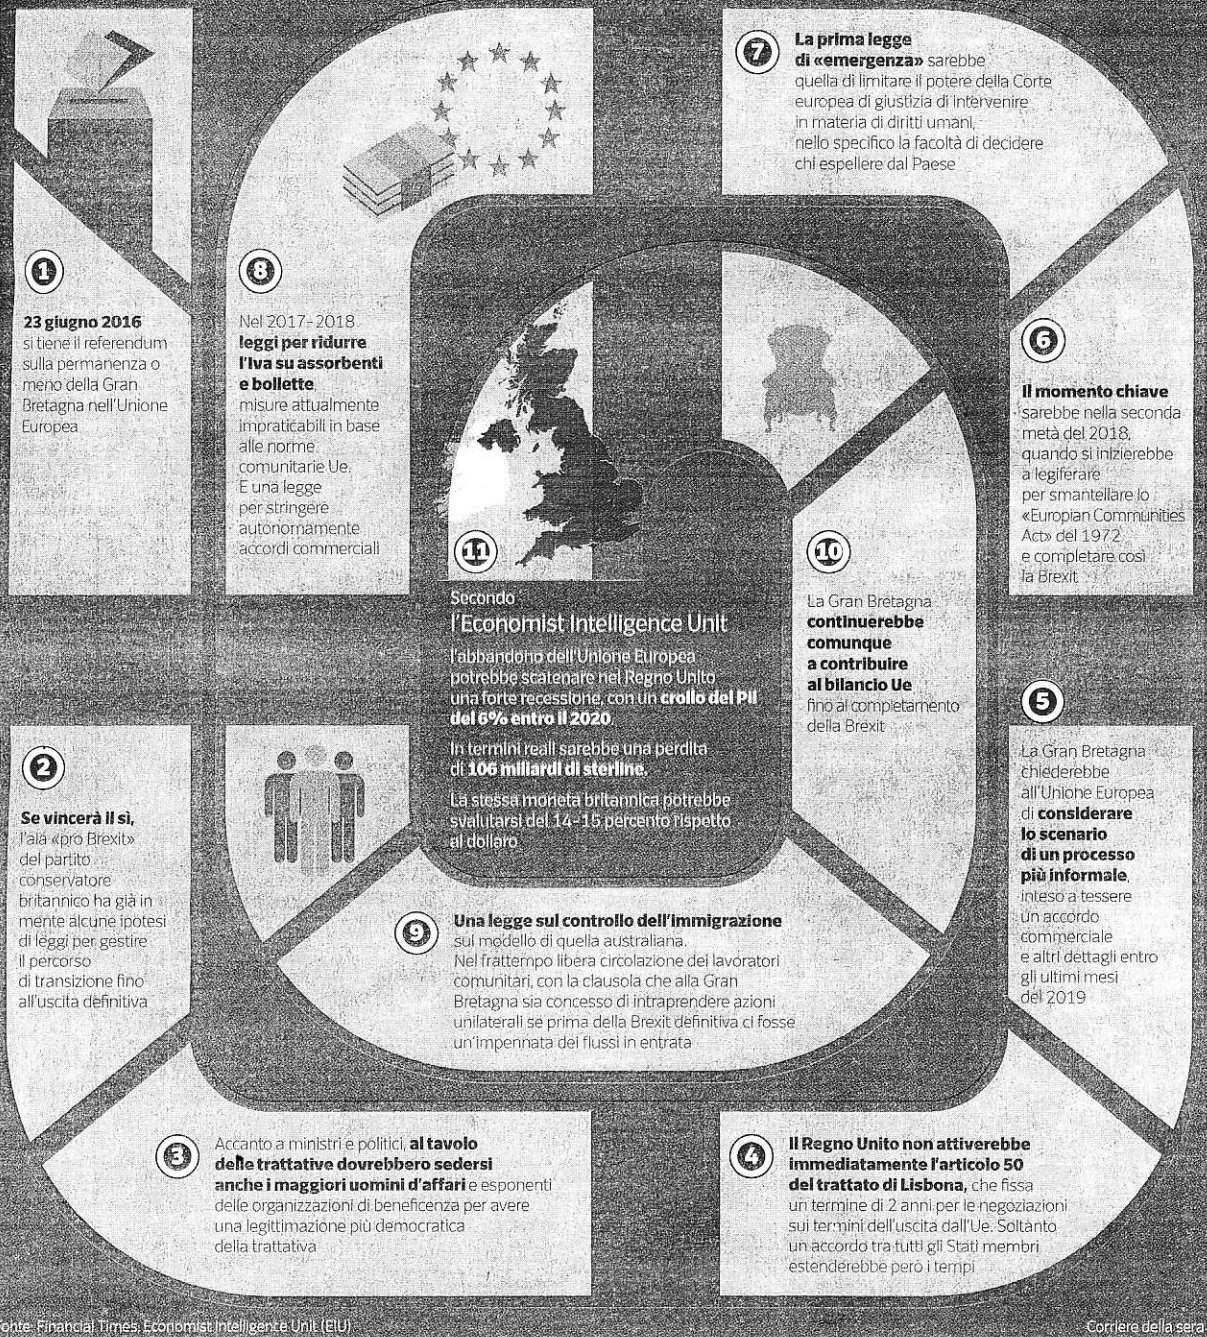 1
23 giugno 2016
si tiene il referendum
sulla permanenza o
meno della Gran
Bretagna nell'Unione
Europea
2
Se vincerà il sì,
l'ala «pro Brexit»
del partito
conservatore
britannico ha già in
mente alcune ipotesi
di leggi per gestire
il percorso
di transizione fino
all'uscita definitiva
3
Accanto a ministri e politici, al tavolo
delle trattative dovrebbero sedersi
anche i maggiori uomini d'affari e esponenti
delle organizzazioni di beneficenza per avere
una legittimazione più democratica
della trattativa
4
Il Regno Unito non attiverebbe
immediatamente l'articolo 50
del trattato di Lisbona, che fissa
un termine di 2 anni per le negoziazioni
sui termini dell'uscita dall'Ue. Soltanto
un accordo tra tutti gli Stati membri
estenderebbe però i tempi
5
La Gran Bretagna
chiederebbe
all'Unione Europea
di considerare
lo scenario
di un processo
più informale,
inteso a tessere
un accordo
commerciale
e altri dettagli entro
gli ultimi mesi
del 2019
6
Il momento chiave
sarebbe nella seconda
metà del 2018,
quando si inizierebbe
a legiferare
per smantellare lo
«Europian Communities
Act» del 1972
e completare così
la Brexit
7
La prima legge
di «emergenza» sarebbe
quella di limitare il potere della Corte
europea di giustizia di intervenire
in materia di diritti umani,
nello specifico la facoltà di decidere
chi espellere dal Paese
8
Nel 2017-2018
leggi per ridurre
l'Iva su assorbenti
e bollette,
misure attualmente
impraticabili in base
alle norme
comunitarie Ue.
E una legge
per stringere
autonomamente
accordi commerciali
9
Una legge sul controllo dell'immigrazione
sul modello di quella australiana.
Nel frattempo libera circolazione dei lavoratori
comunitari, con la clausola che alla Gran
Bretagna sia concesso di intraprendere azioni
unilaterali se prima della Brexit definitiva ci fosse
un'impennata dei flussi in entrata
10
La Gran Bretagna
continuerebbe
comunque
a contribuire
al bilancio Ue
fino al completamento
della Brexit
11
Secondo
l'Economist Intelligence Unit
l'abbandono dell'Unione Europea
potrebbe scatenare nel Regno Unito
una forte recessione, con un crollo del Pil
del 6% entro il 2020.
In termini reali sarebbe una perdita
di 106 miliardi di sterline.
La stessa moneta britannica potrebbe
svalutarsi del 14-15 percento rispetto
al dollaro
onte: Financial Times, Economist Intelligence Unit (EIU)
Corriere della sera